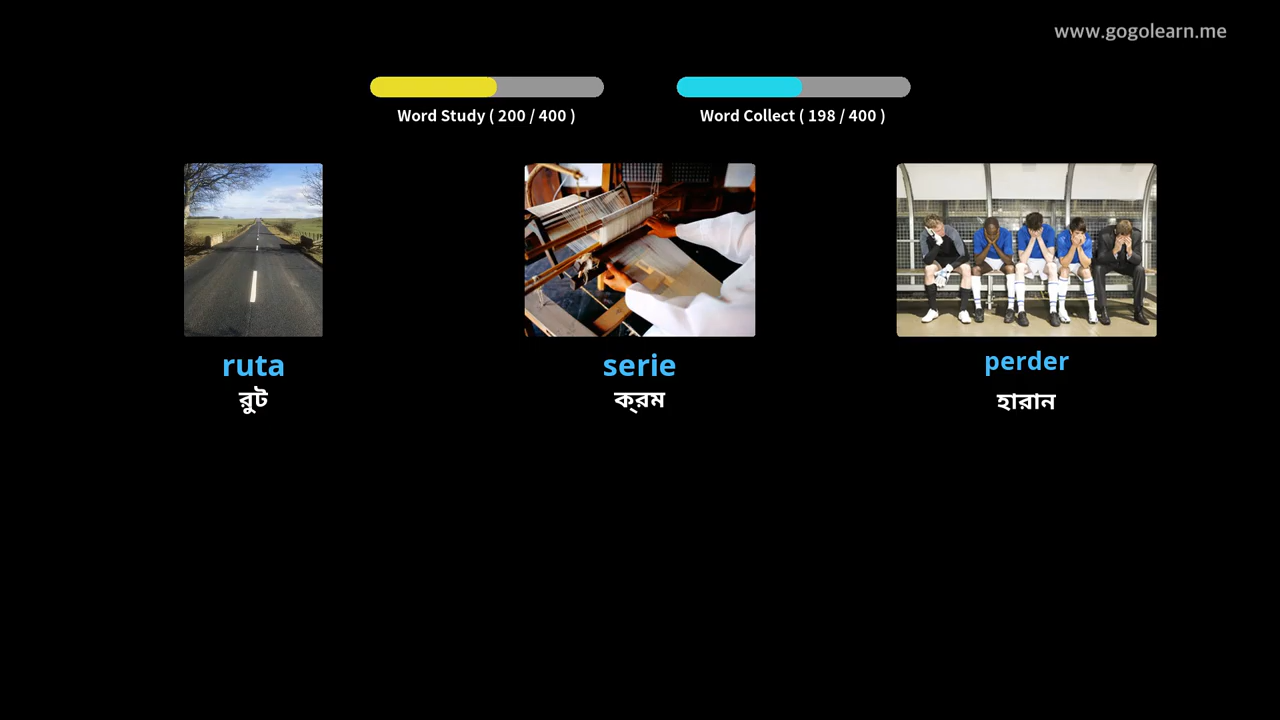 www.gogolearn.me
Word Study ( 200 / 400 )
Word Collect ( 198 / 400 )
ruta
serie
perder
রুট
ক্রম
হারান